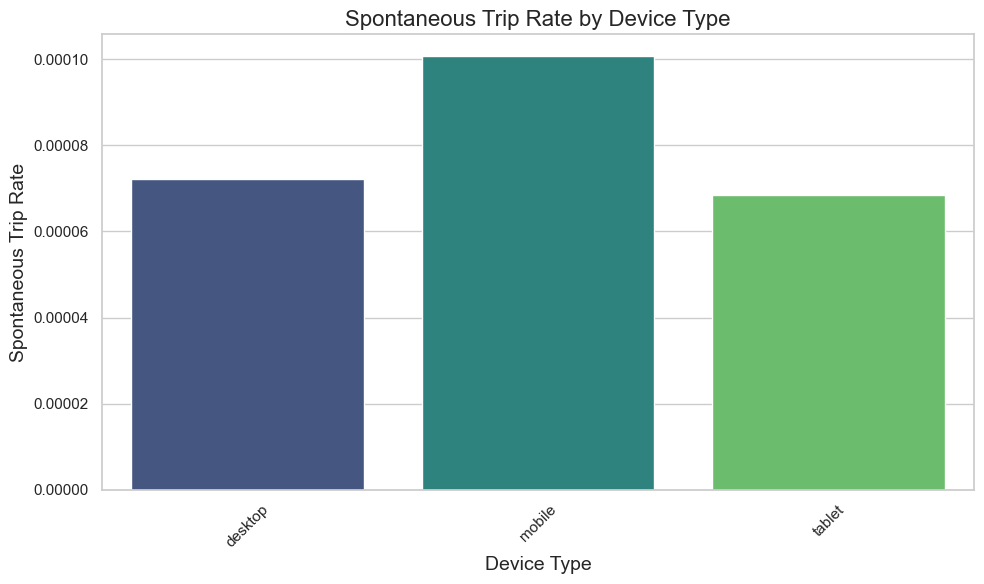 Spontaneous Trip Rate by Device Type
Spontaneous Trip Rate
0.00010
0.00008
0.00006
0.00004
0.00002
0.00000
desktop
mobile
tablet
Device Type